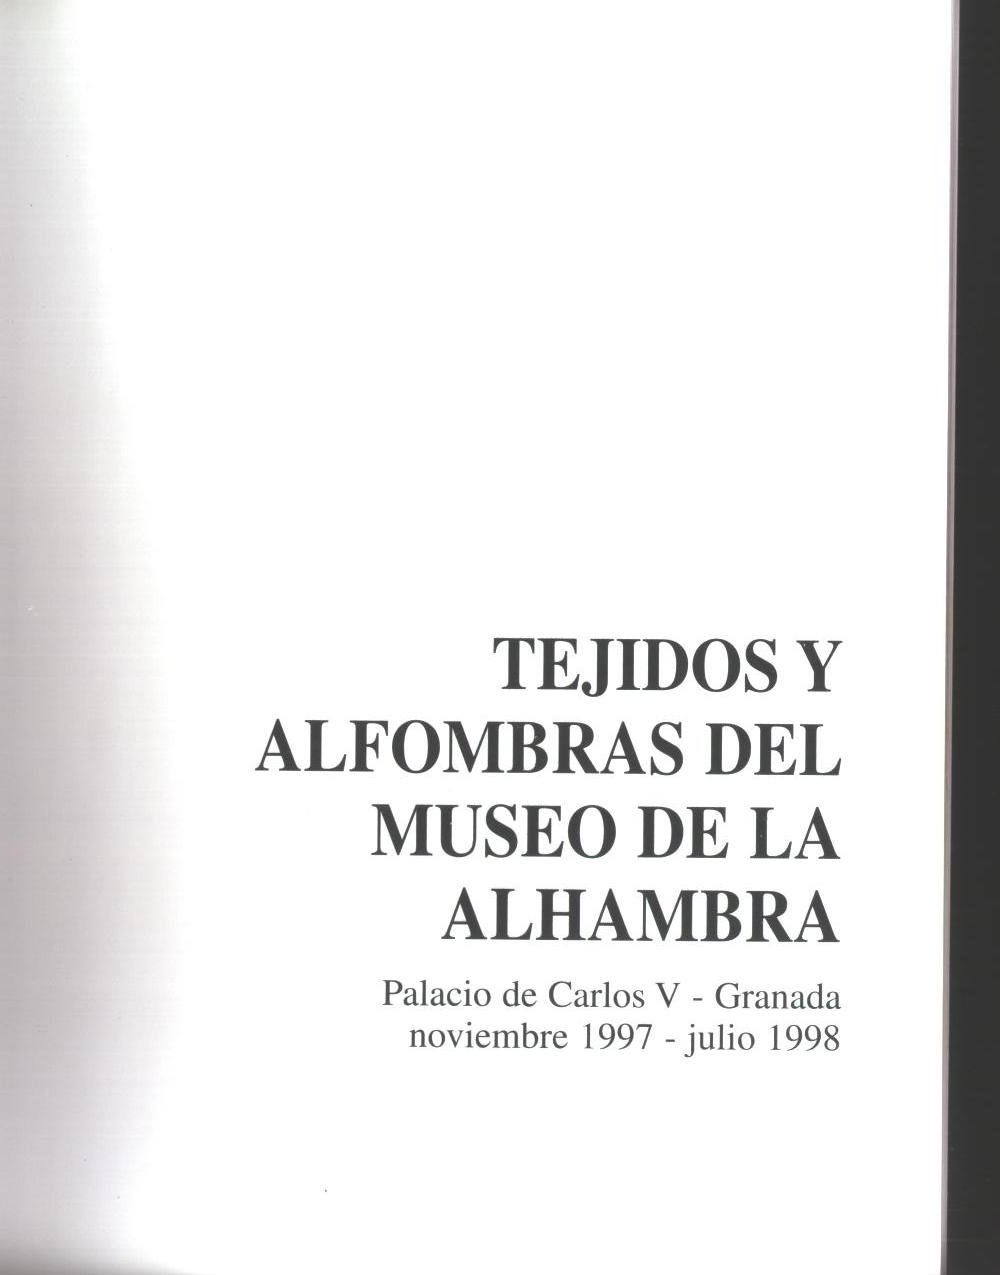 TEJIDOS Y
ALFOMBRAS DEL
MUSEO DE LA
ALHAMBRA
Palacio de Carlos V - Granada
noviembre 1997 - julio 1998